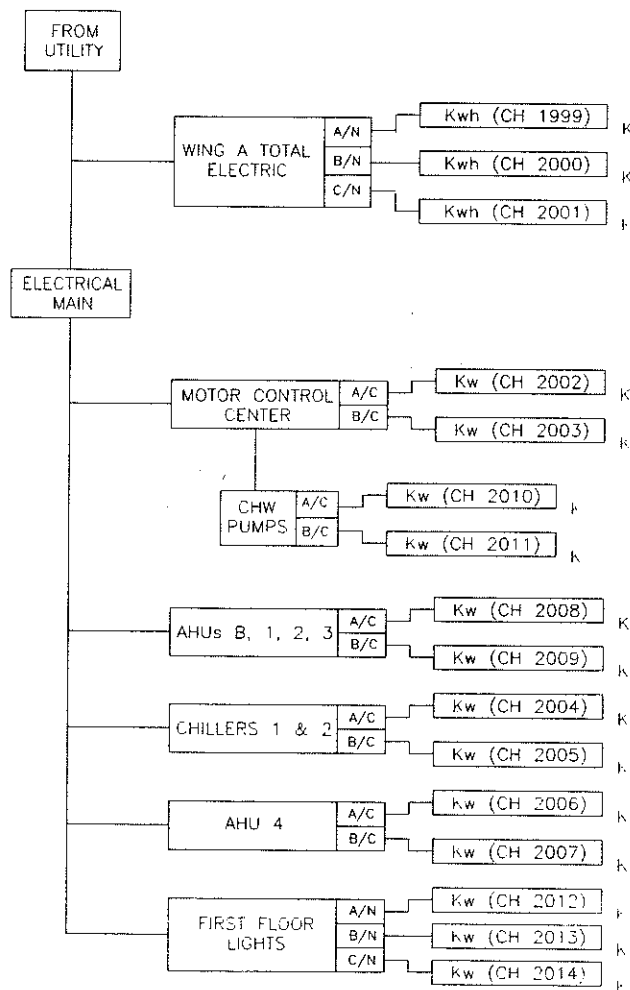 FROM
UTILITY
WING A TOTAL
ELECTRIC
A/N
Kwh (CH 1999)
K
B/N
Kwh (CH 2000)
K
C/N
Kwh (CH 2001)
K
ELECTRICAL
MAIN
MOTOR CONTROL
CENTER
A/C
Kw (CH 2002)
K
B/C
Kw (CH 2003)
K
CHW
PUMPS
A/C
Kw (CH 2010)
K
B/C
Kw (CH 2011)
K
AHUs B, 1, 2, 3
A/C
Kw (CH 2008)
K
B/C
Kw (CH 2009)
K
CHILLERS 1 & 2
A/C
Kw (CH 2004)
K
B/C
Kw (CH 2005)
K
AHU 4
A/C
Kw (CH 2006)
K
B/C
Kw (CH 2007)
K
FIRST FLOOR
LIGHTS
A/N
Kw (CH 2012)
B/N
Kw (CH 2013)
K
C/N
Kw (CH 2014)